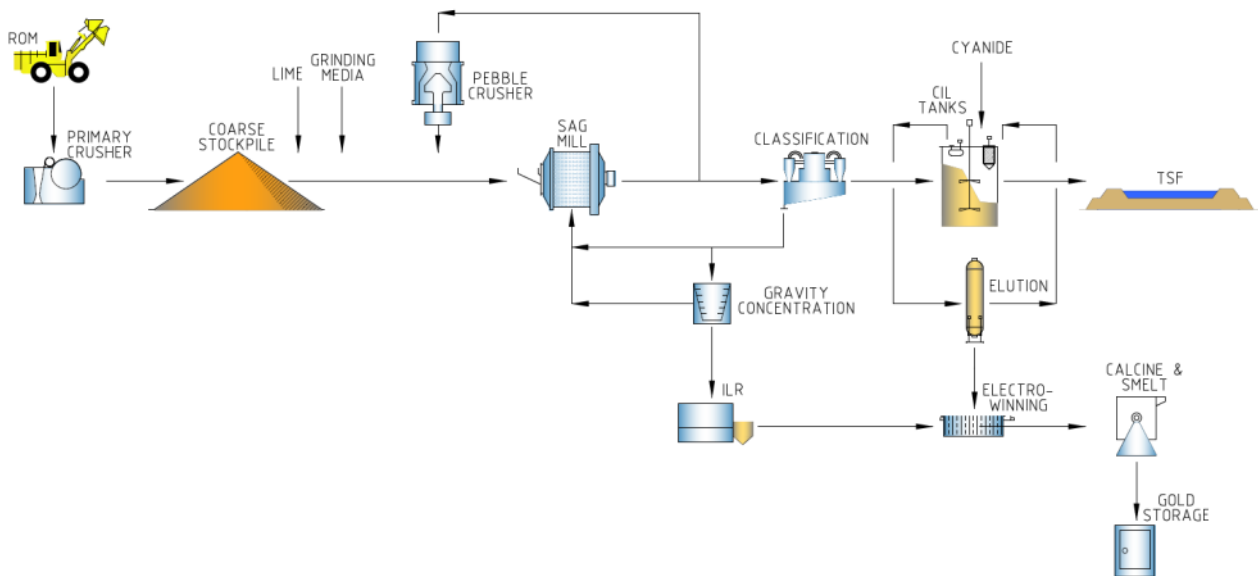 ROM
PRIMARY
CRUSHER
COARSE
STOCKPILE
LIME
GRINDING
MEDIA
PEBBLE
CRUSHER
SAG
MILL
CLASSIFICATION
CYANIDE
CIL
TANKS
TSF
GRAVITY
CONCENTRATION
ELUTION
ILR
ELECTRO-
WINNING
CALCINE &
SMELT
GOLD
STORAGE